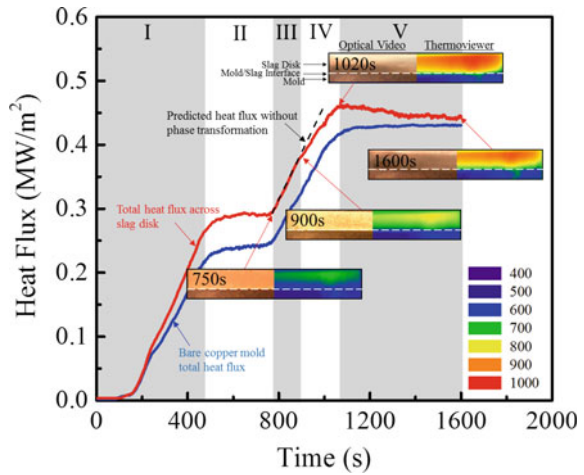 I II III IV V
Optical Video Thermoviewer
1020s
Slag Disk
Mold/Slag Interface
Mold
Predicted heat flux without
phase transformation
1600s
Total heat flux across
slag disk
900s
750s
Bare copper mold
total heat flux
400
500
600
700
800
900
1000
0.6
0.5
0.4
0.3
0.2
0.1
0.0
Heat Flux (MW/m²)
0 400 800 1200 1600 2000
Time (s)